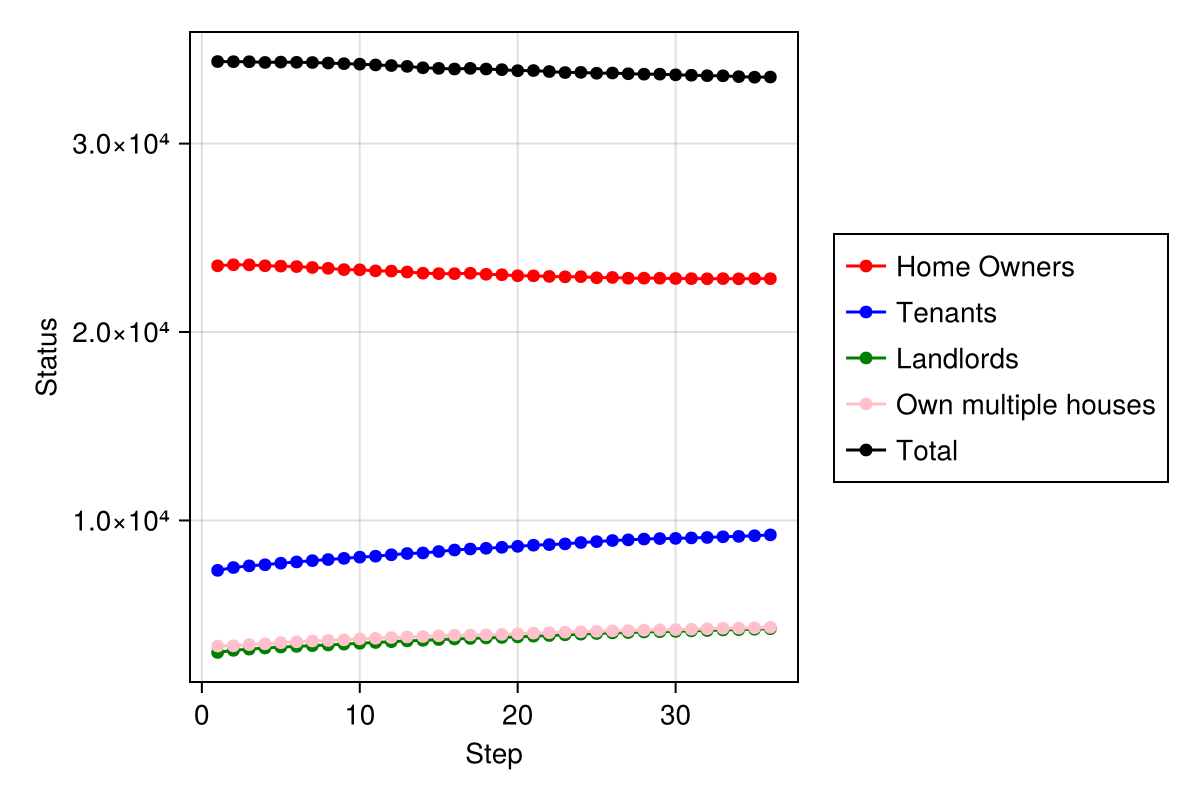 3.0×10⁴
2.0×10⁴
1.0×10⁴
Status
0 10 20 30
Step
Home Owners
Tenants
Landlords
Own multiple houses
Total